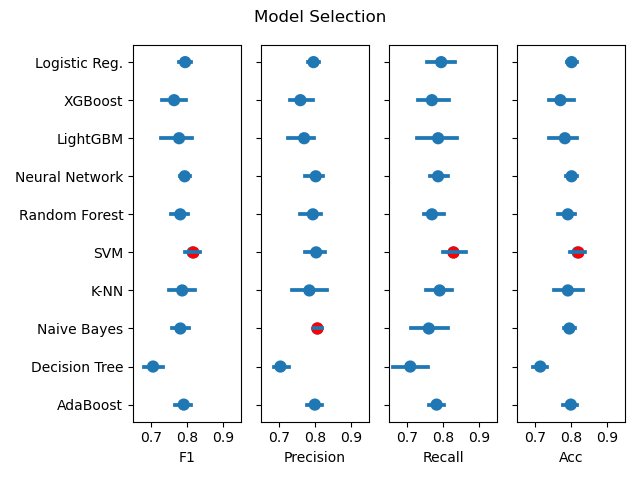 Model Selection
Logistic Reg.
XGBoost
LightGBM
Neural Network
Random Forest
SVM
K-NN
Naive Bayes
Decision Tree
AdaBoost
0.7 0.8 0.9 0.7 0.8 0.9 0.7 0.8 0.9 0.7 0.8 0.9
F1 Precision Recall Acc